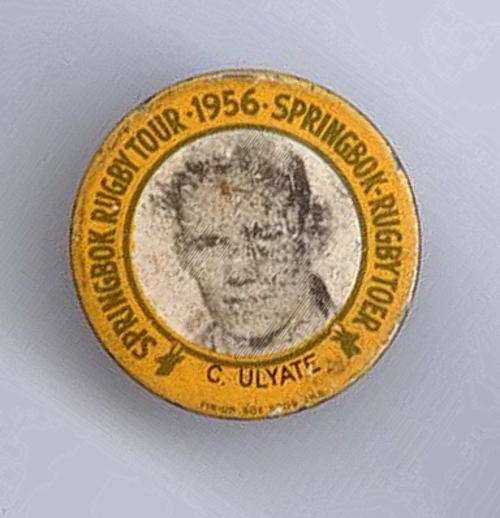 SPRINGBOK RUGBY TOUR · 1956 · SPRINGBOK-RUGBYTOER
C. ULYATE